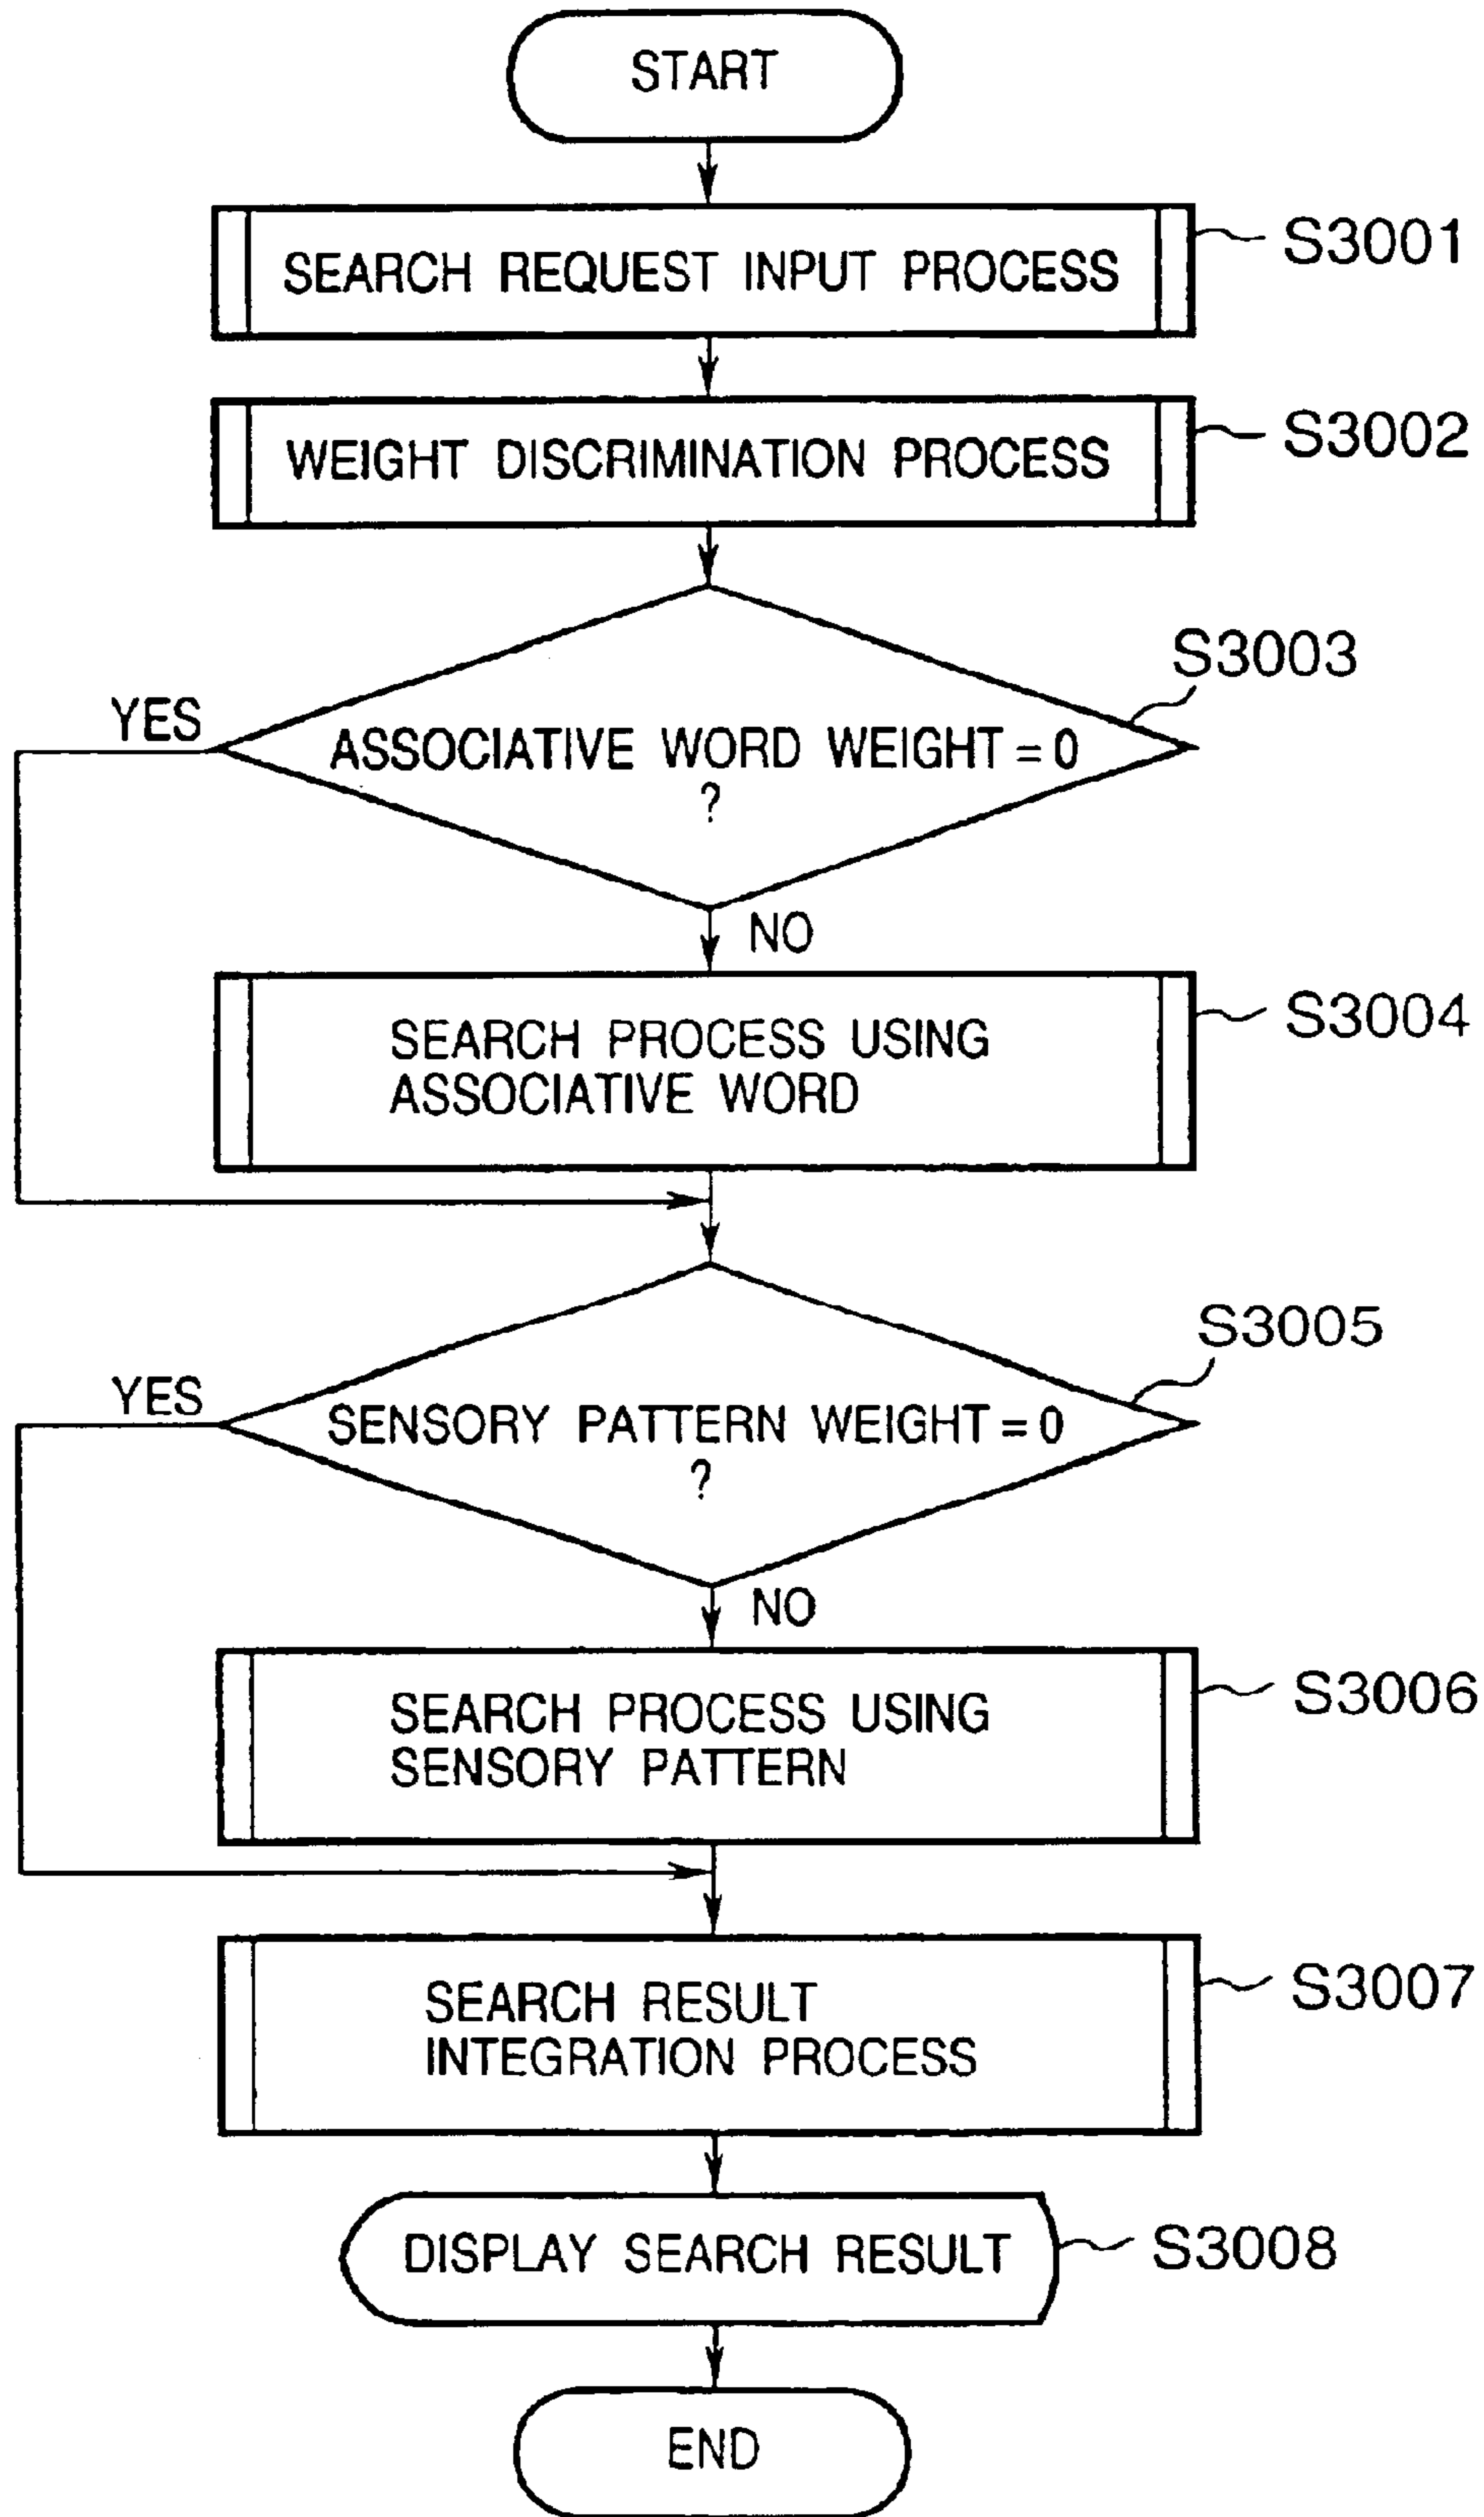 START
SEARCH REQUEST INPUT PROCESS
S3001
WEIGHT DISCRIMINATION PROCESS
S3002
S3003
YES
ASSOCIATIVE WORD WEIGHT = 0
?
NO
SEARCH PROCESS USING
ASSOCIATIVE WORD
S3004
S3005
YES
SENSORY PATTERN WEIGHT = 0
?
NO
SEARCH PROCESS USING
SENSORY PATTERN
S3006
SEARCH RESULT
INTEGRATION PROCESS
S3007
DISPLAY SEARCH RESULT
S3008
END